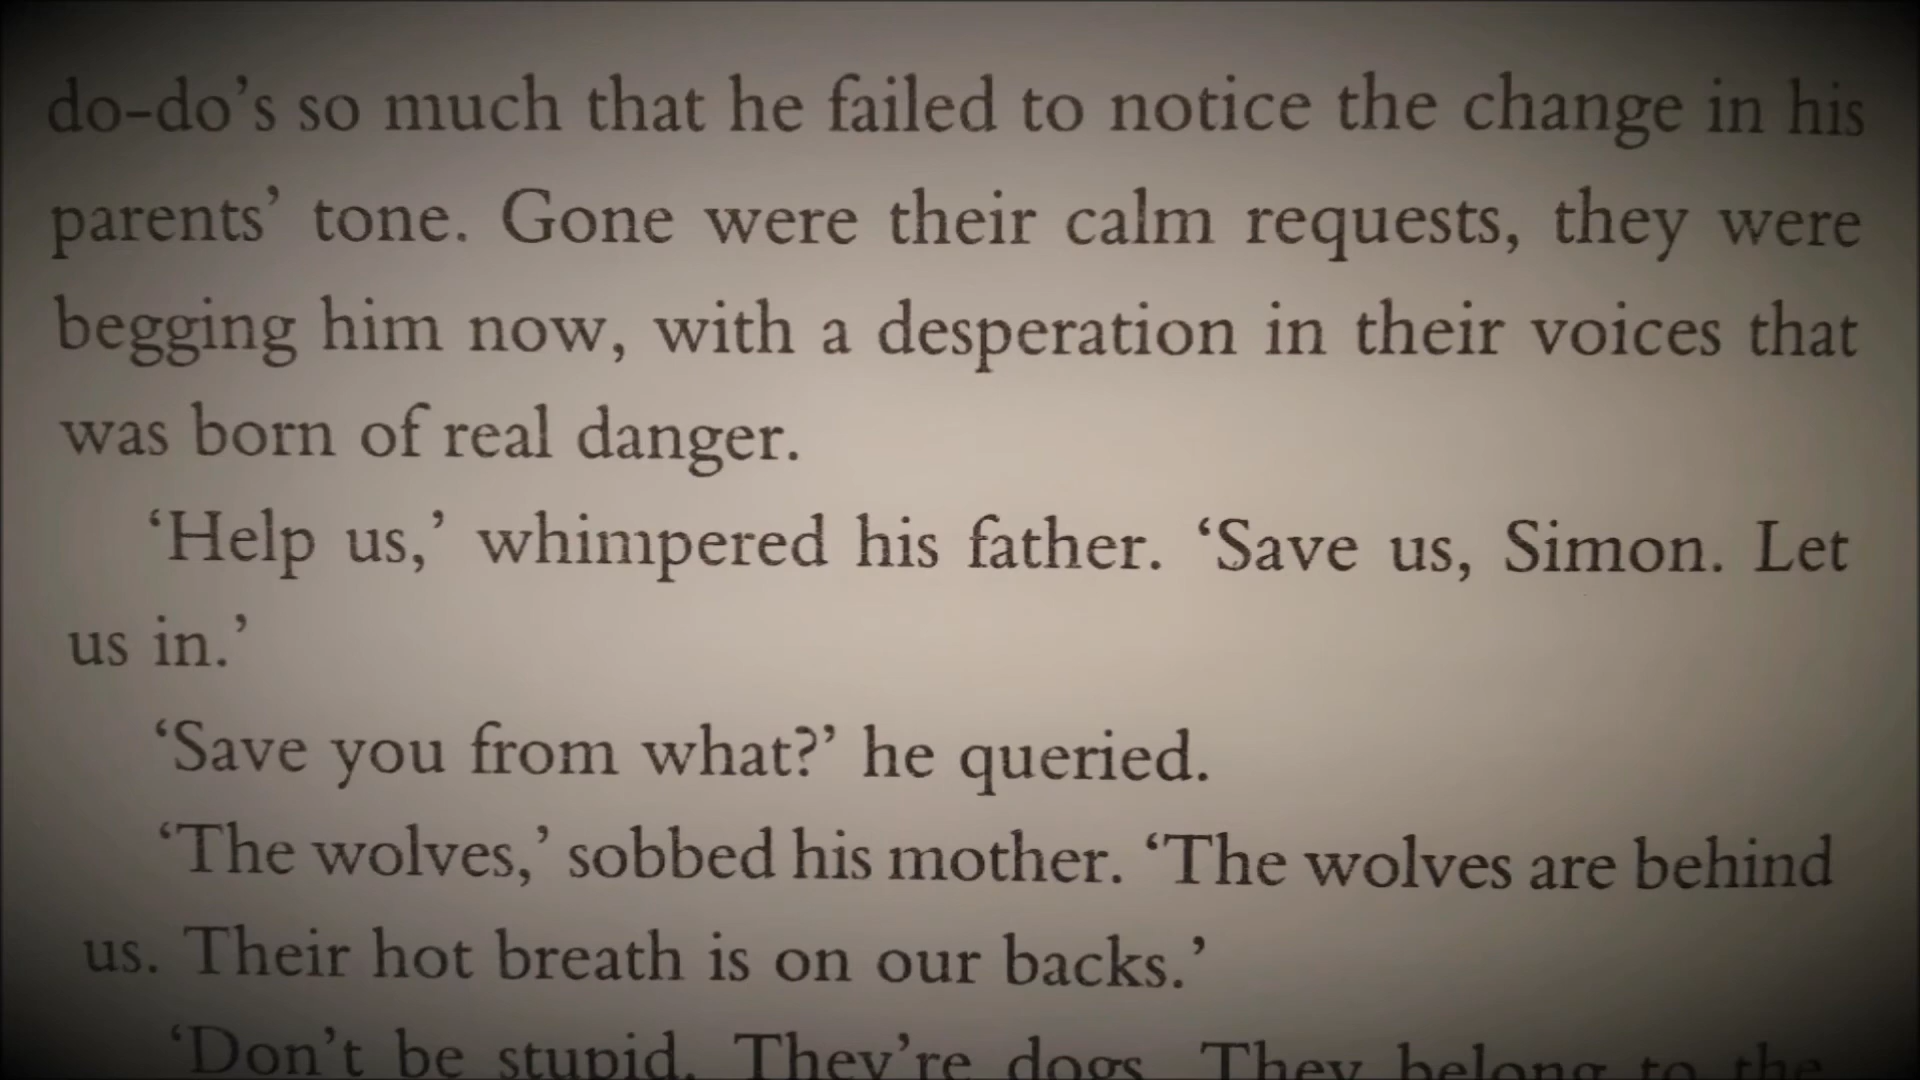 do-do’s so much that he failed to notice the change in his
parents’ tone. Gone were their calm requests, they were
begging him now, with a desperation in their voices that
was born of real danger.
‘Help us,’ whimpered his father. ‘Save us, Simon. Let
us in.’
‘Save you from what?’ he queried.
‘The wolves,’ sobbed his mother. ‘The wolves are behind
us. Their hot breath is on our backs.’
‘Don’t be stupid. They’re dogs. They belong to the